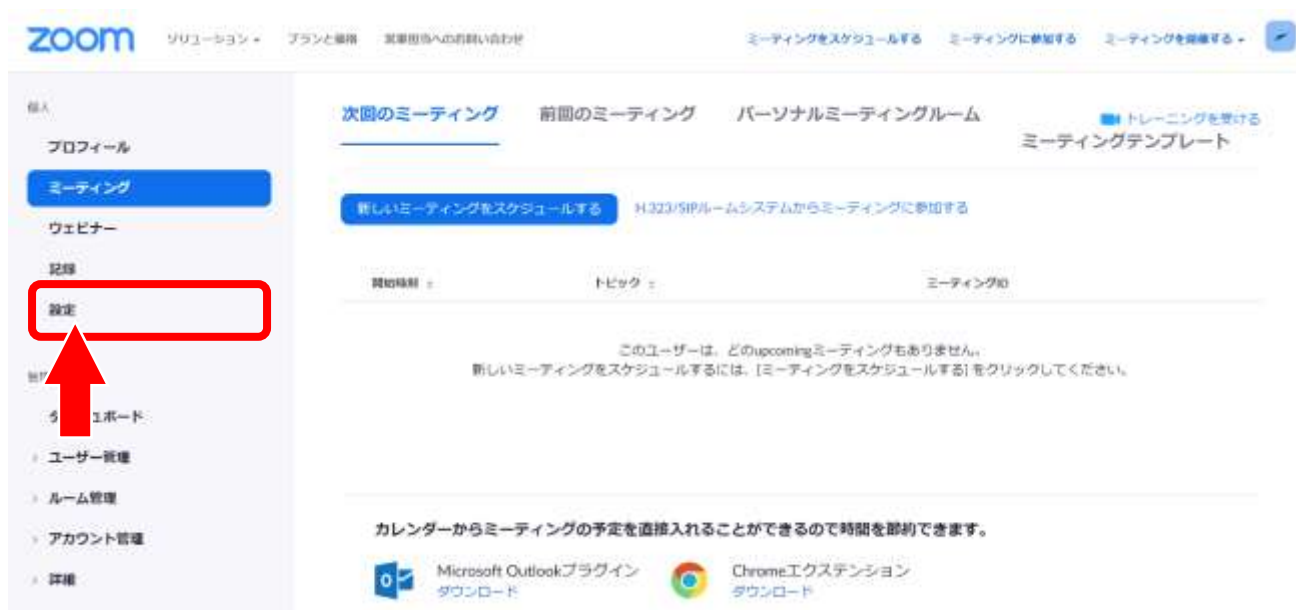 zoom ソリューション プランと価格 営業担当へのお問い合わせ ミーティングをスケジュールする ミーティングに参加する ミーティングを開催する
個人
プロフィール
ミーティング
ウェビナー
記録
設定
ユーザー管理
ルーム管理
アカウント管理
詳細
次回のミーティング 前回のミーティング パーソナルミーティングルーム
トレーニングを受ける
ミーティングテンプレート
新しいミーティングをスケジュールする H.323/SIPルームシステムからミーティングに参加する
開始時刻 トピック ミーティングID
このユーザーは、どのupcomingミーティングもありません。
新しいミーティングをスケジュールするには、[ミーティングをスケジュールする] をクリックしてください。
カレンダーからミーティングの予定を直接入れることができるので時間を節約できます。
Microsoft Outlookプラグイン
ダウンロード
Chromeエクステンション
ダウンロード